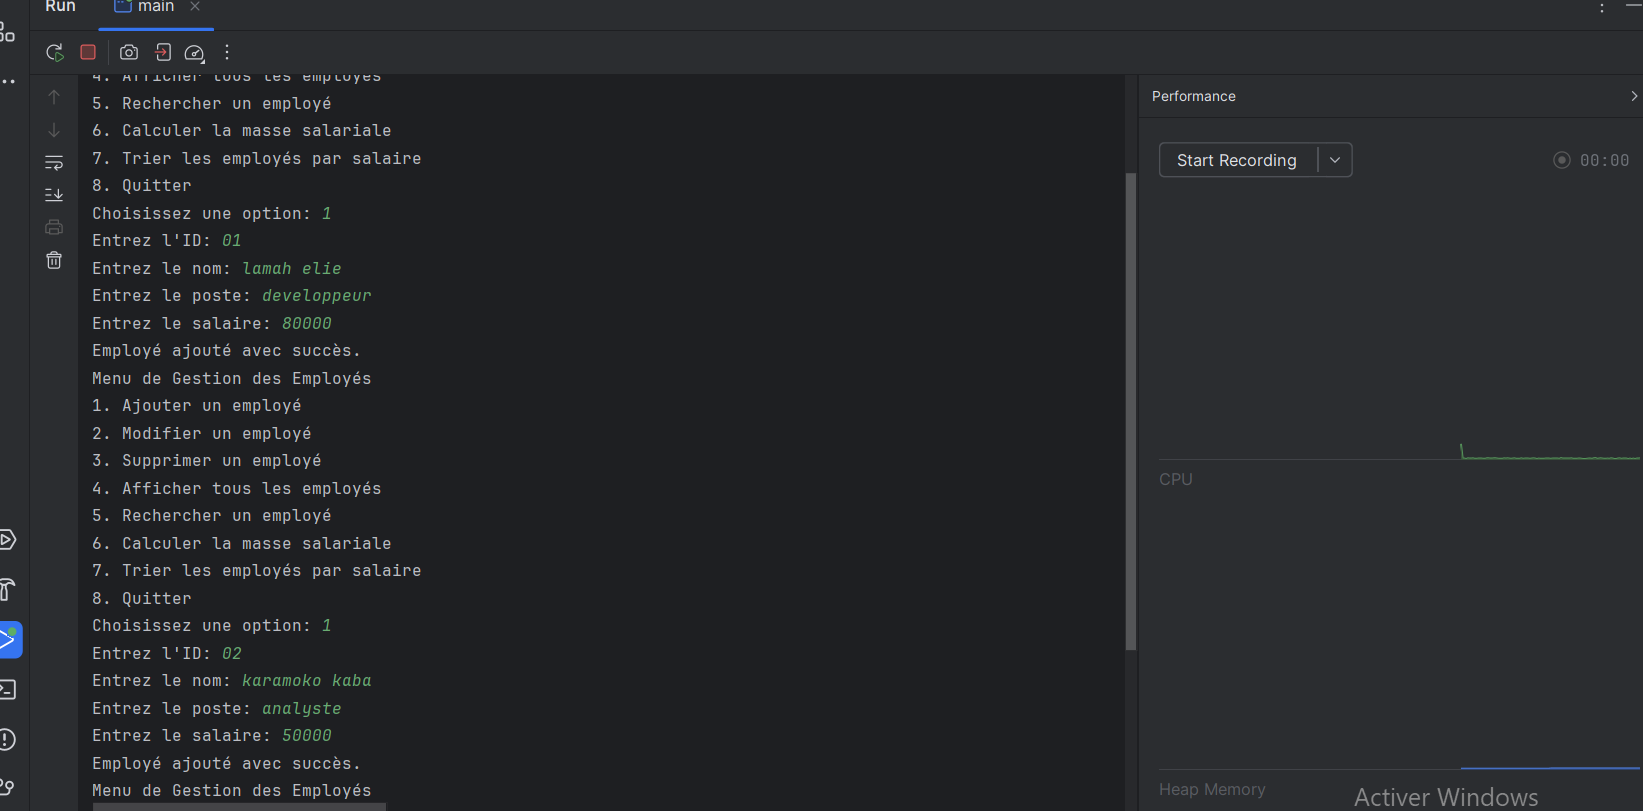 Run
main
4. Afficher tous les employés
5. Rechercher un employé
6. Calculer la masse salariale
7. Trier les employés par salaire
8. Quitter
Choisissez une option: 1
Entrez l'ID: 01
Entrez le nom: lamah elie
Entrez le poste: developpeur
Entrez le salaire: 80000
Employé ajouté avec succès.
Menu de Gestion des Employés
1. Ajouter un employé
2. Modifier un employé
3. Supprimer un employé
4. Afficher tous les employés
5. Rechercher un employé
6. Calculer la masse salariale
7. Trier les employés par salaire
8. Quitter
Choisissez une option: 1
Entrez l'ID: 02
Entrez le nom: karamoko kaba
Entrez le poste: analyste
Entrez le salaire: 50000
Employé ajouté avec succès.
Menu de Gestion des Employés
Performance
Start Recording
00:00
CPU
Heap Memory
Activer Windows